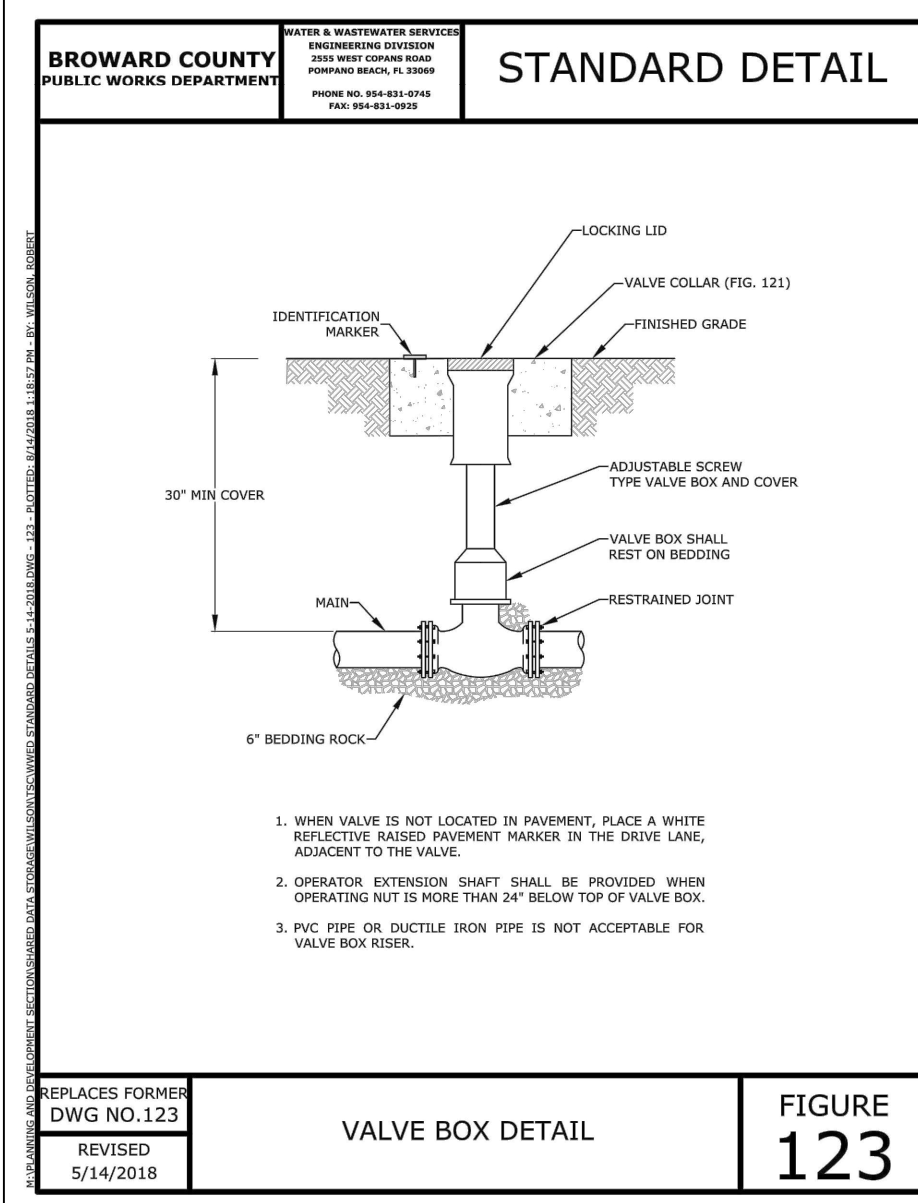 BROWARD COUNTY
PUBLIC WORKS DEPARTMENT
WATER & WASTEWATER SERVICES
ENGINEERING DIVISION
2555 WEST COPANS ROAD
POMPANO BEACH, FL 33069
PHONE NO. 954-831-0745
FAX: 954-831-0925
STANDARD DETAIL
M:\PLANNING AND DEVELOPMENT SECTION\SHARED DATA STORAGE\WILSON\TSC\WWED STANDARD DETAILS 5-14-2018.DWG - 123 - PLOTTED: 8/14/2018 1:18:57 PM - BY: WILSON, ROBERT
LOCKING LID
VALVE COLLAR (FIG. 121)
IDENTIFICATION
MARKER
FINISHED GRADE
30" MIN COVER
ADJUSTABLE SCREW
TYPE VALVE BOX AND COVER
VALVE BOX SHALL
REST ON BEDDING
MAIN
RESTRAINED JOINT
6" BEDDING ROCK
1. WHEN VALVE IS NOT LOCATED IN PAVEMENT, PLACE A WHITE
REFLECTIVE RAISED PAVEMENT MARKER IN THE DRIVE LANE,
ADJACENT TO THE VALVE.
2. OPERATOR EXTENSION SHAFT SHALL BE PROVIDED WHEN
OPERATING NUT IS MORE THAN 24" BELOW TOP OF VALVE BOX.
3. PVC PIPE OR DUCTILE IRON PIPE IS NOT ACCEPTABLE FOR
VALVE BOX RISER.
REPLACES FORMER
DWG NO.123
REVISED
5/14/2018
VALVE BOX DETAIL
FIGURE
123